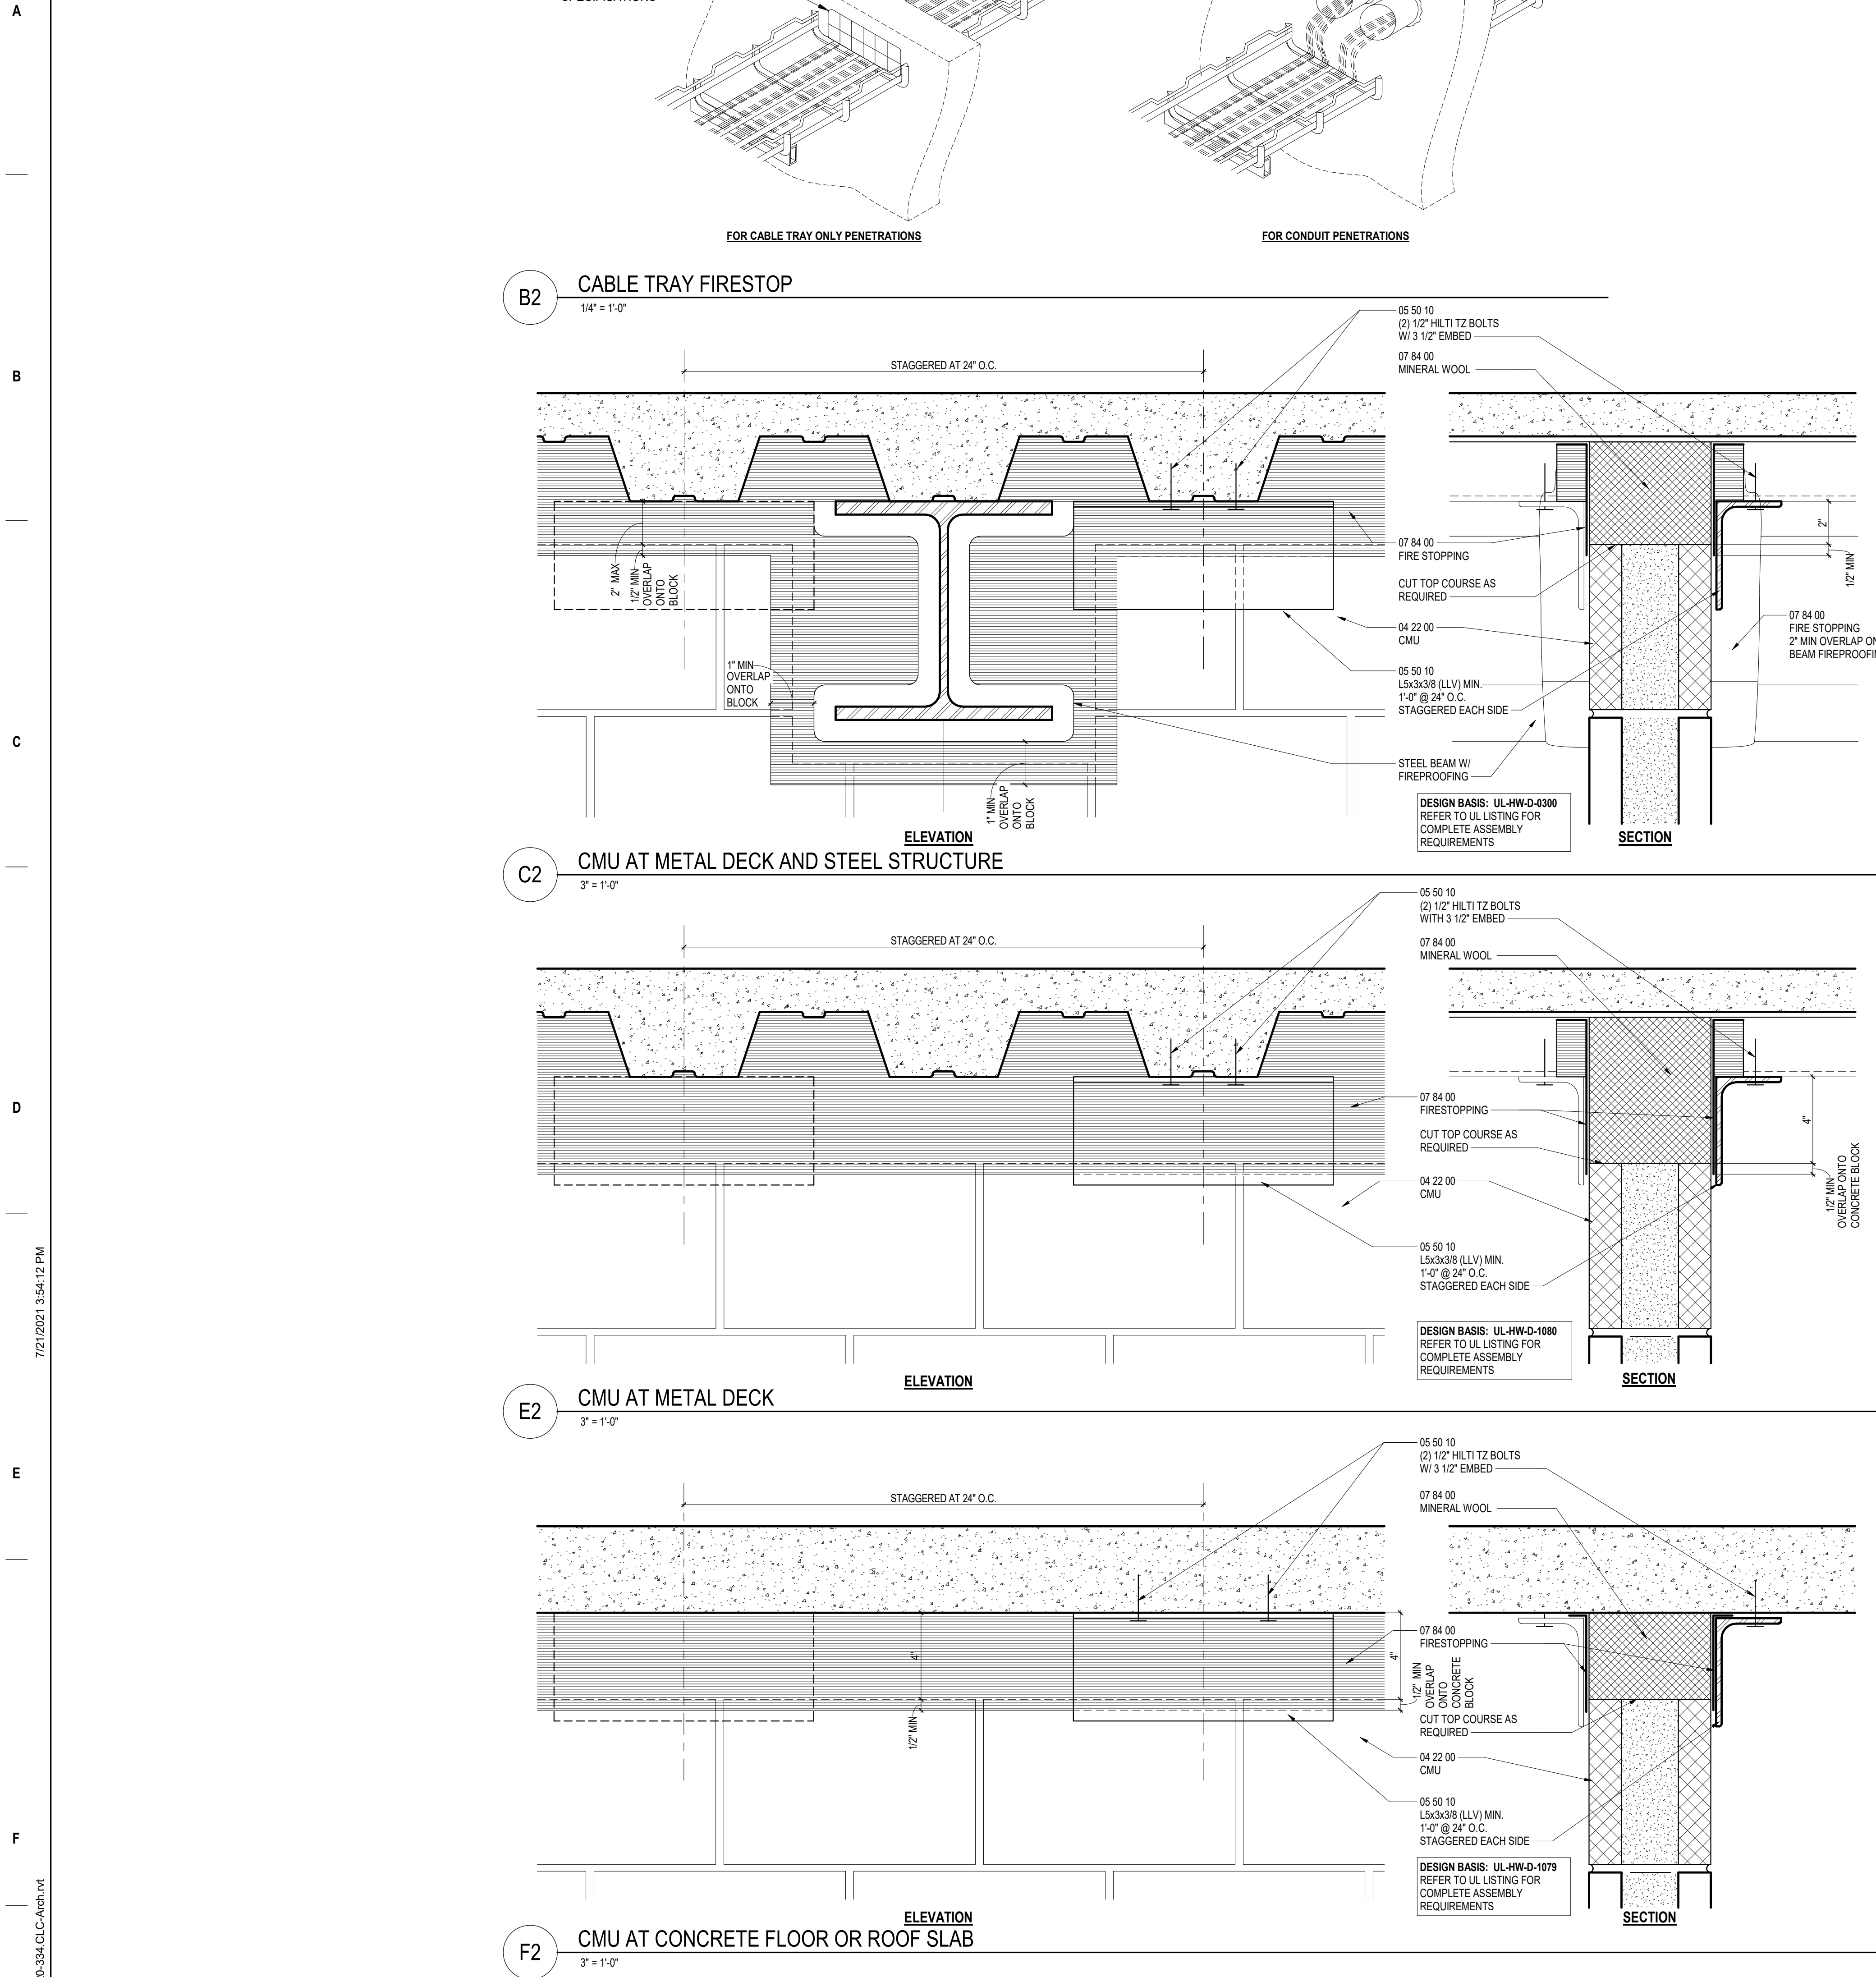 A
B
C
D
E
F
7/21/2021 3:54:12 PM
FOR CABLE TRAY ONLY PENETRATIONS
FOR CONDUIT PENETRATIONS
B2
CABLE TRAY FIRESTOP
1/4" = 1'-0"
STAGGERED AT 24" O.C.
05 50 10
(2) 1/2" HILTI TZ BOLTS
W/ 3 1/2" EMBED
07 84 00
MINERAL WOOL
07 84 00
FIRE STOPPING
CUT TOP COURSE AS
REQUIRED
04 22 00
CMU
05 50 10
L5x3x3/8 (LLV) MIN.
1'-0" @ 24" O.C.
STAGGERED EACH SIDE
STEEL BEAM W/
FIREPROOFING
2" MAX
1/2" MIN
OVERLAP
ONTO
BLOCK
1" MIN
OVERLAP
ONTO
BLOCK
1" MIN
OVERLAP
ONTO
BLOCK
2"
1/2" MIN
07 84 00
FIRE STOPPING
2" MIN OVERLAP
BEAM
DESIGN BASIS: UL-HW-D-0300
REFER TO UL LISTING FOR
COMPLETE ASSEMBLY
REQUIREMENTS
ELEVATION
SECTION
C2
CMU AT METAL DECK AND STEEL STRUCTURE
3" = 1'-0"
STAGGERED AT 24" O.C.
05 50 10
(2) 1/2" HILTI TZ BOLTS
WITH 3 1/2" EMBED
07 84 00
MINERAL WOOL
07 84 00
FIRESTOPPING
CUT TOP COURSE AS
REQUIRED
04 22 00
CMU
05 50 10
L5x3x3/8 (LLV) MIN.
1'-0" @ 24" O.C.
STAGGERED EACH SIDE
4"
1/2" MIN
OVERLAP ONTO
CONCRETE BLOCK
DESIGN BASIS: UL-HW-D-1080
REFER TO UL LISTING FOR
COMPLETE ASSEMBLY
REQUIREMENTS
ELEVATION
SECTION
E2
CMU AT METAL DECK
3" = 1'-0"
STAGGERED AT 24" O.C.
05 50 10
(2) 1/2" HILTI TZ BOLTS
W/ 3 1/2" EMBED
07 84 00
MINERAL WOOL
07 84 00
FIRESTOPPING
4"
1/2" MIN
4"
1/2" MIN
OVERLAP
ONTO
CONCRETE
BLOCK
CUT TOP COURSE AS
REQUIRED
04 22 00
CMU
05 50 10
L5x3x3/8 (LLV) MIN.
1'-0" @ 24" O.C.
STAGGERED EACH SIDE
DESIGN BASIS: UL-HW-D-1079
REFER TO UL LISTING FOR
COMPLETE ASSEMBLY
REQUIREMENTS
ELEVATION
SECTION
F2
CMU AT CONCRETE FLOOR OR ROOF SLAB
3" = 1'-0"
0-334.CLC-Arch.rvt